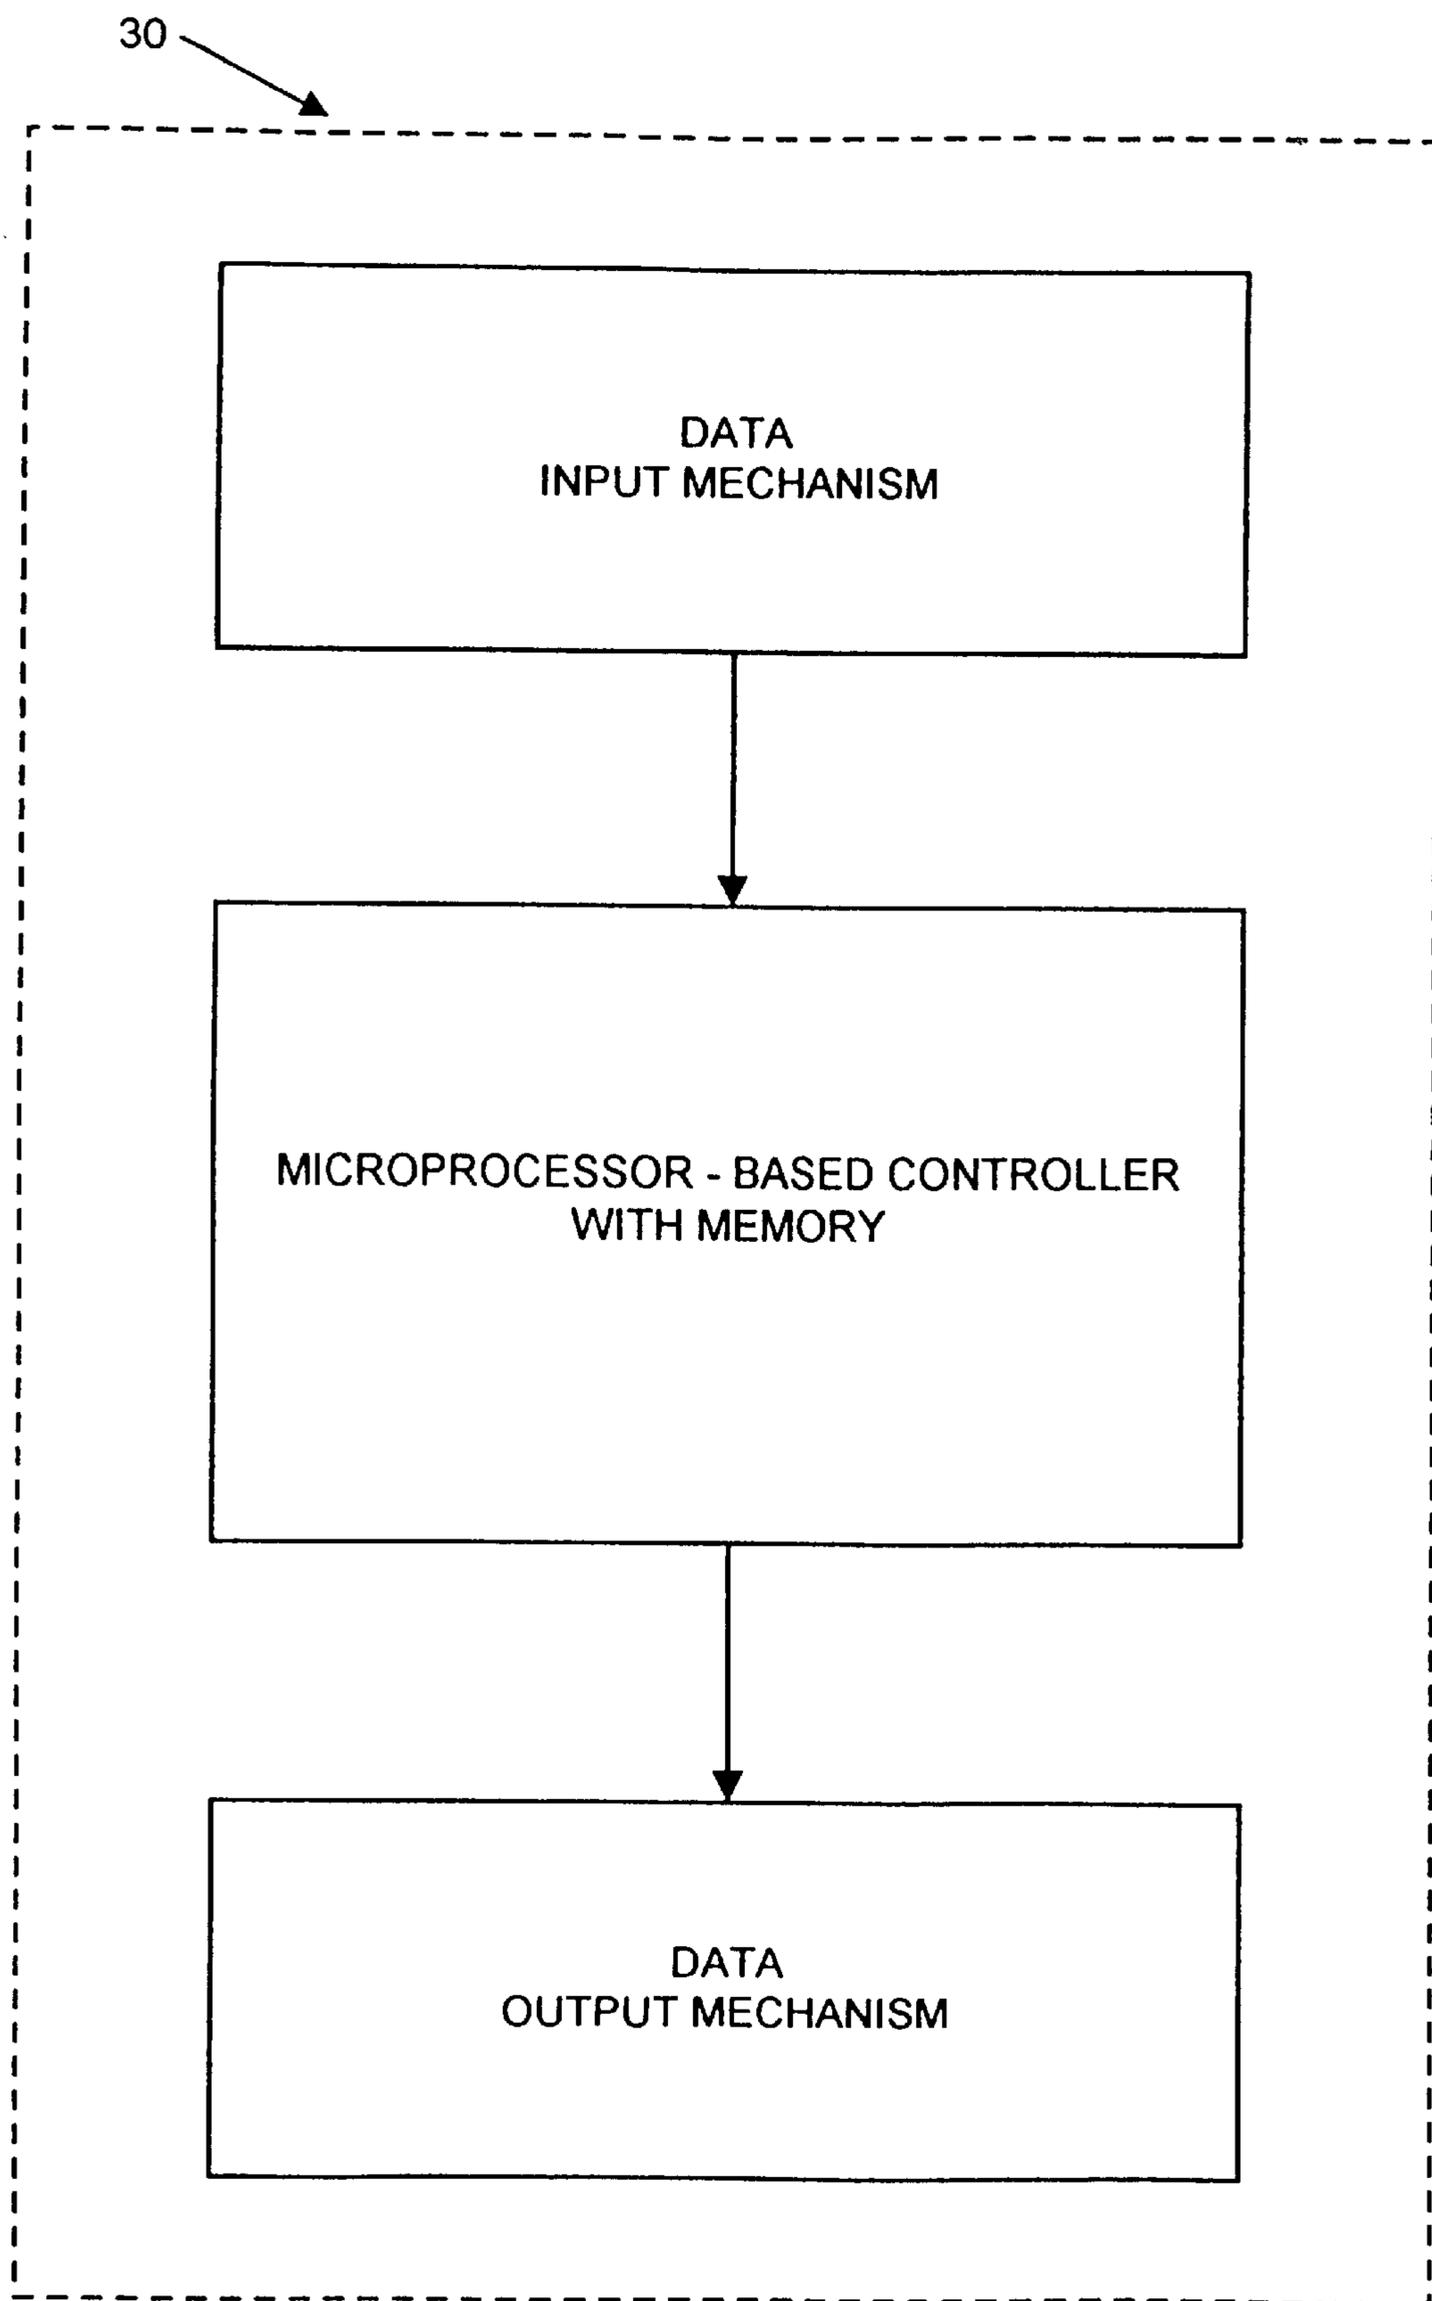 30
DATA
INPUT MECHANISM
MICROPROCESSOR - BASED CONTROLLER
WITH MEMORY
DATA
OUTPUT MECHANISM